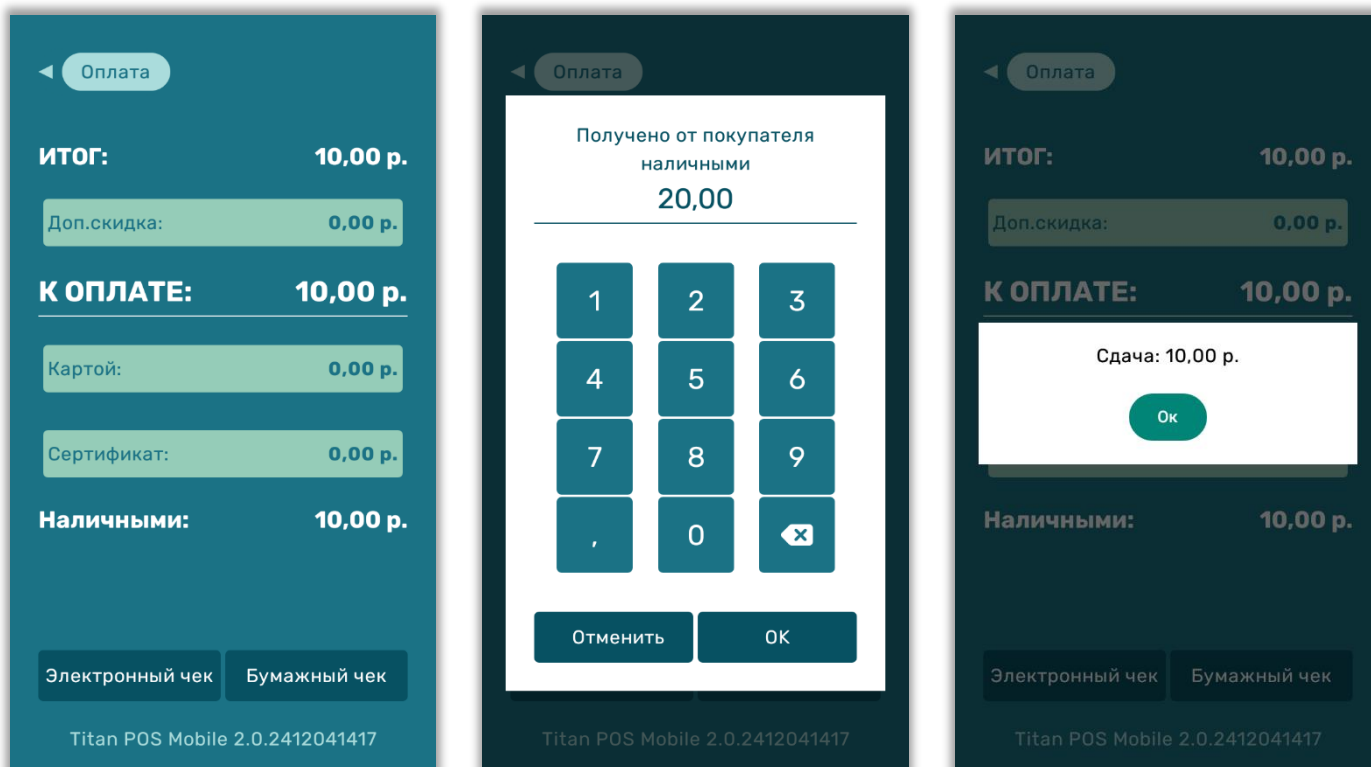 Оплата
ИТОГ: 10,00 р.
Доп.скидка: 0,00 р.
К ОПЛАТЕ: 10,00 р.
Картой: 0,00 р.
Сертификат: 0,00 р.
Наличными: 10,00 р.
Электронный чек Бумажный чек
Titan POS Mobile 2.0.2412041417
Оплата
Получено от покупателя
наличными
20,00
1 2 3
4 5 6
7 8 9
, 0
Отменить OK
Titan POS Mobile 2.0.2412041417
Оплата
ИТОГ: 10,00 р.
Доп.скидка: 0,00 р.
К ОПЛАТЕ: 10,00 р.
Сдача: 10,00 р.
Ок
Наличными: 10,00 р.
Электронный чек Бумажный чек
Titan POS Mobile 2.0.2412041417